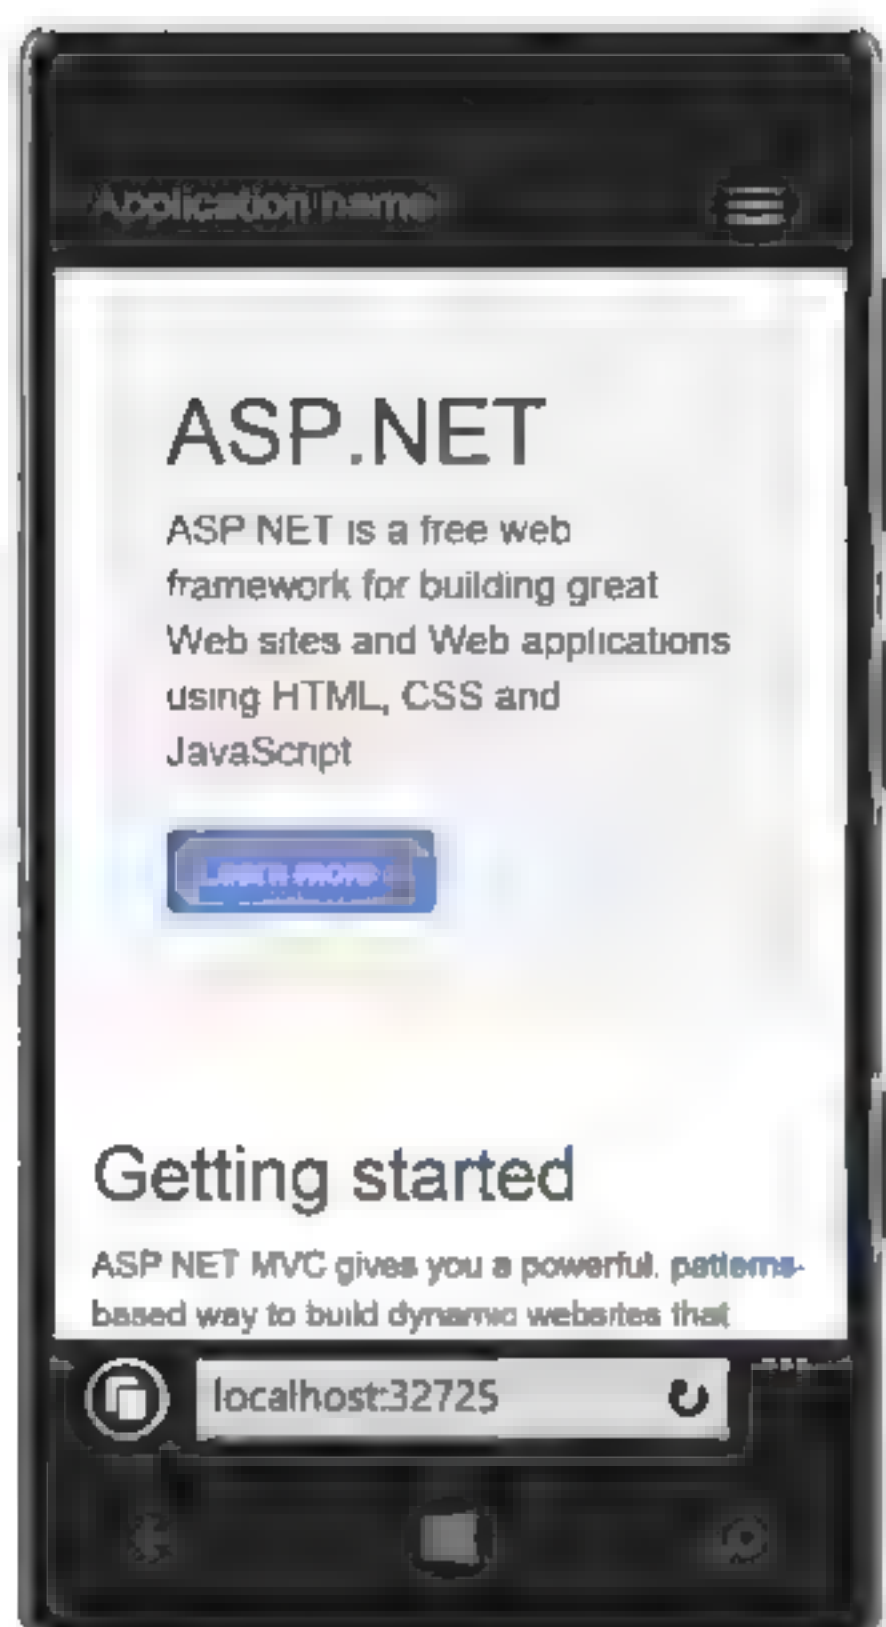 Application name
ASP.NET
ASP.NET is a free web
framework for building great
Web sites and Web applications
using HTML, CSS and
JavaScript
Learn more
Getting started
ASP.NET MVC gives you a powerful, patterns-
based way to build dynamic websites that
localhost:32725